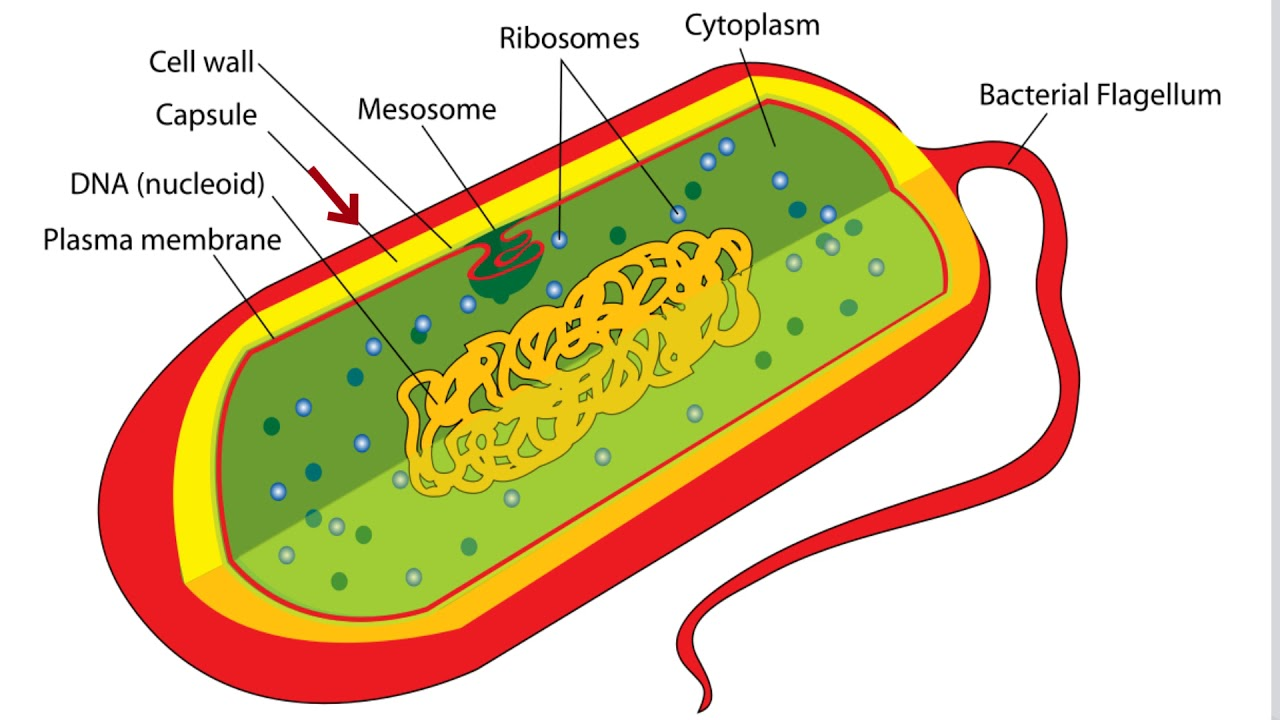 Cytoplasm
Ribosomes
Cell wall
Bacterial Flagellum
Mesosome
Capsule
DNA (nucleoid)
Plasma membrane